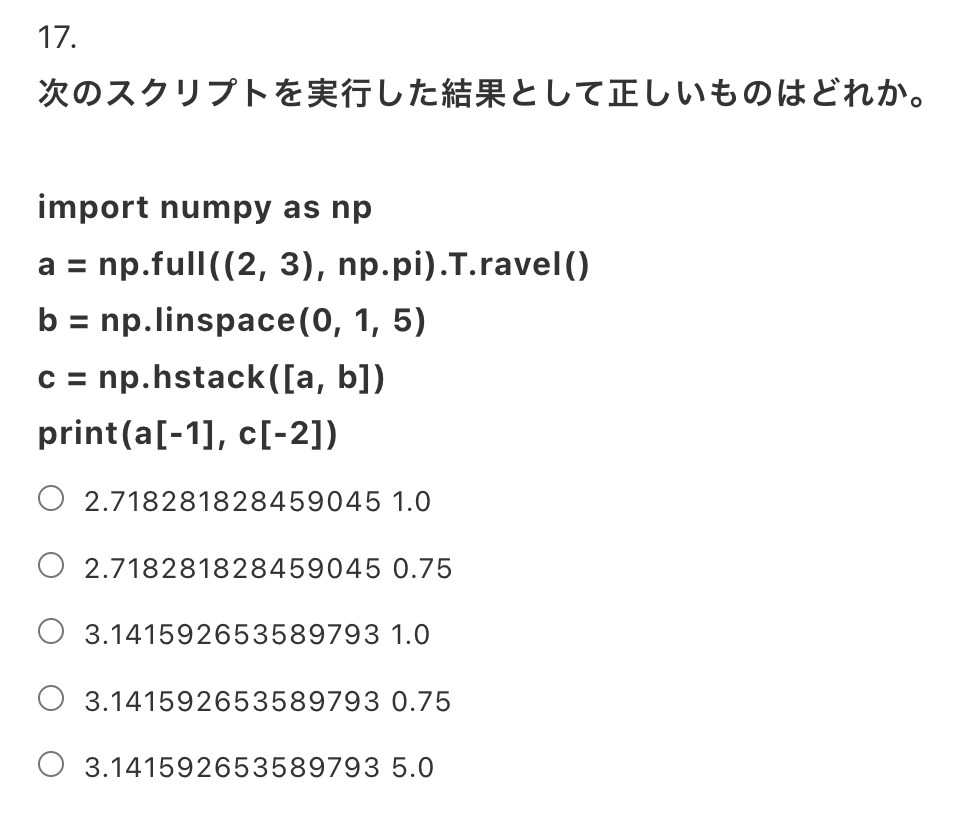 17.
次のスクリプトを実行した結果として正しいものはどれか。
import numpy as np
a = np.full((2, 3), np.pi).T.ravel()
b = np.linspace(0, 1, 5)
c = np.hstack([a, b])
print(a[-1], c[-2])
2.718281828459045 1.0
2.718281828459045 0.75
3.141592653589793 1.0
3.141592653589793 0.75
3.141592653589793 5.0